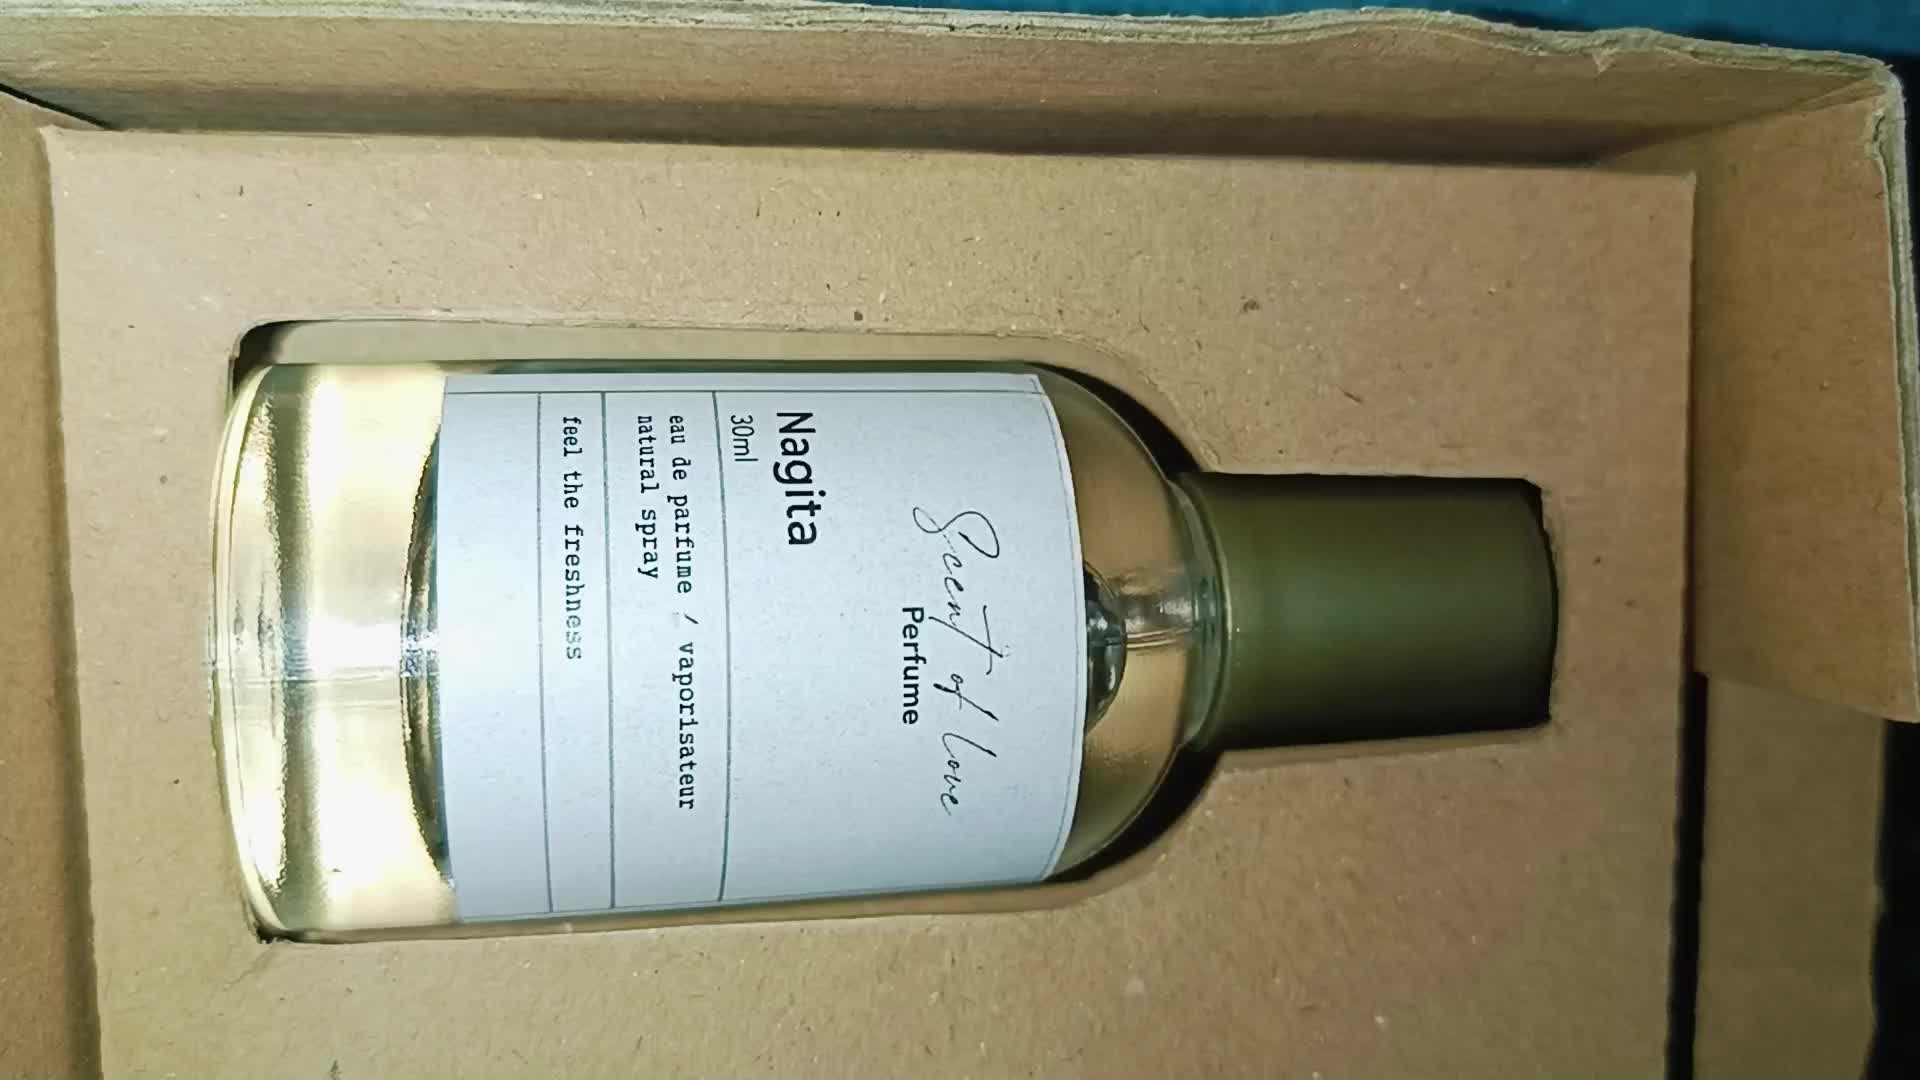 Scent of Love
Perfume
Nagita
30ml
eau de parfume / vaporisateur
natural spray
feel the freshness